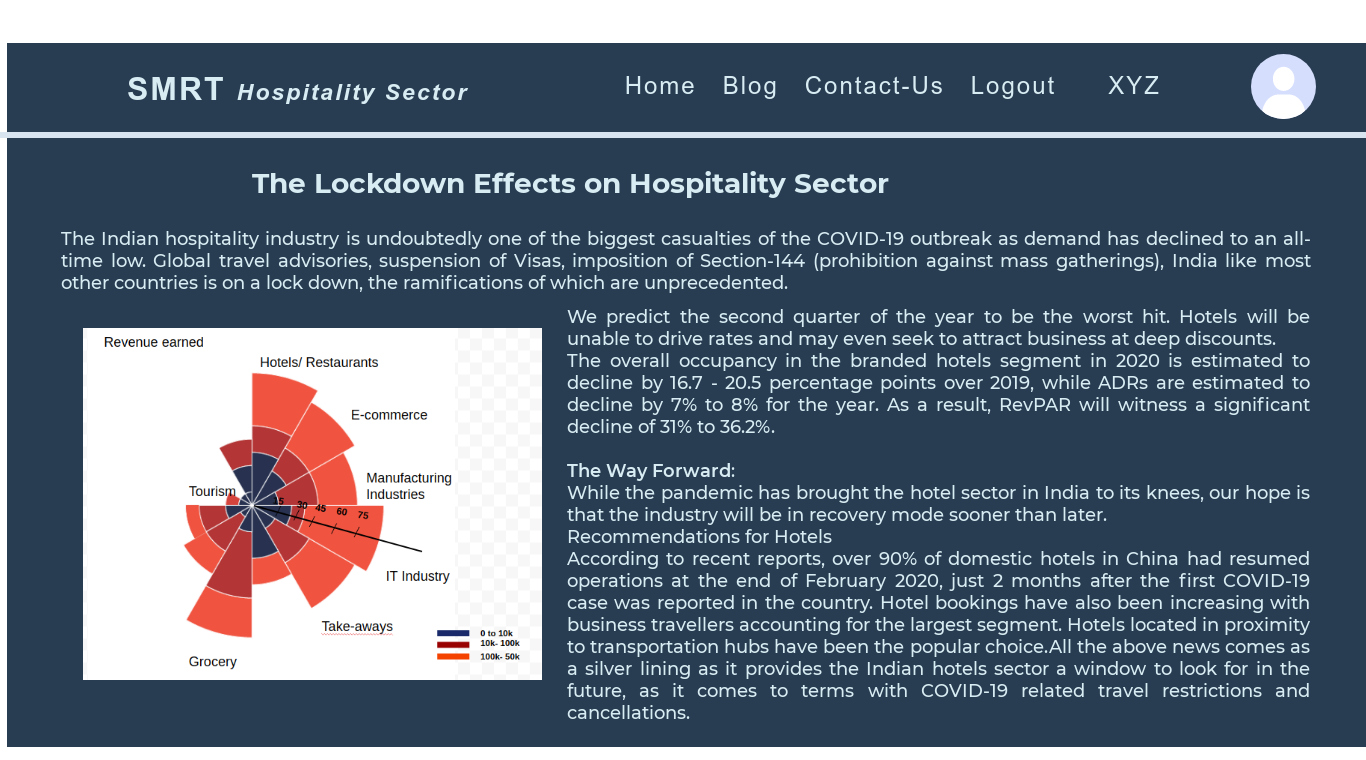 SMRT Hospitality Sector
Home Blog Contact-Us Logout XYZ
The Lockdown Effects on Hospitality Sector
The Indian hospitality industry is undoubtedly one of the biggest casualties of the COVID-19 outbreak as demand has declined to an all-
time low. Global travel advisories, suspension of Visas, imposition of Section-144 (prohibition against mass gatherings), India like most
other countries is on a lock down, the ramifications of which are unprecedented.
Revenue earned
Hotels/ Restaurants
E-commerce
Manufacturing
Industries
Tourism
15 30 45 60 75
IT Industry
Take-aways
Grocery
0 to 10k
10k- 100k
100k- 50k
We predict the second quarter of the year to be the worst hit. Hotels will be
unable to drive rates and may even seek to attract business at deep discounts.
The overall occupancy in the branded hotels segment in 2020 is estimated to
decline by 16.7 - 20.5 percentage points over 2019, while ADRs are estimated to
decline by 7% to 8% for the year. As a result, RevPAR will witness a significant
decline of 31% to 36.2%.
The Way Forward:
While the pandemic has brought the hotel sector in India to its knees, our hope is
that the industry will be in recovery mode sooner than later.
Recommendations for Hotels
According to recent reports, over 90% of domestic hotels in China had resumed
operations at the end of February 2020, just 2 months after the first COVID-19
case was reported in the country. Hotel bookings have also been increasing with
business travellers accounting for the largest segment. Hotels located in proximity
to transportation hubs have been the popular choice.All the above news comes as
a silver lining as it provides the Indian hotels sector a window to look for in the
future, as it comes to terms with COVID-19 related travel restrictions and
cancellations.